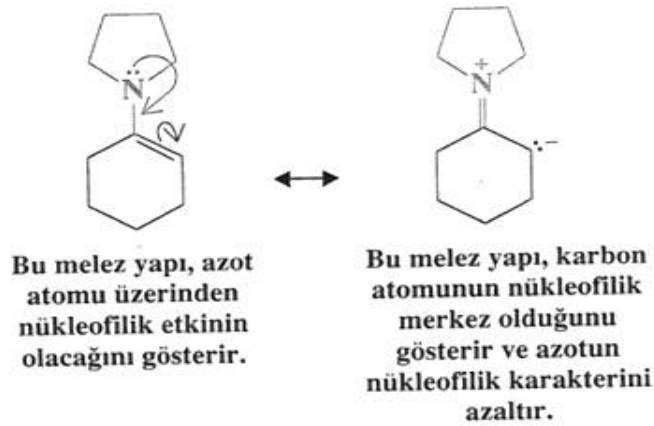 N
N
+
Bu melez yapı, azot
atomu üzerinden
nükleofilik etkinin
olacağını gösterir.
Bu melez yapı, karbon
atomunun nükleofilik
merkez olduğunu
gösterir ve azotun
nükleofilik karakterini
azaltır.